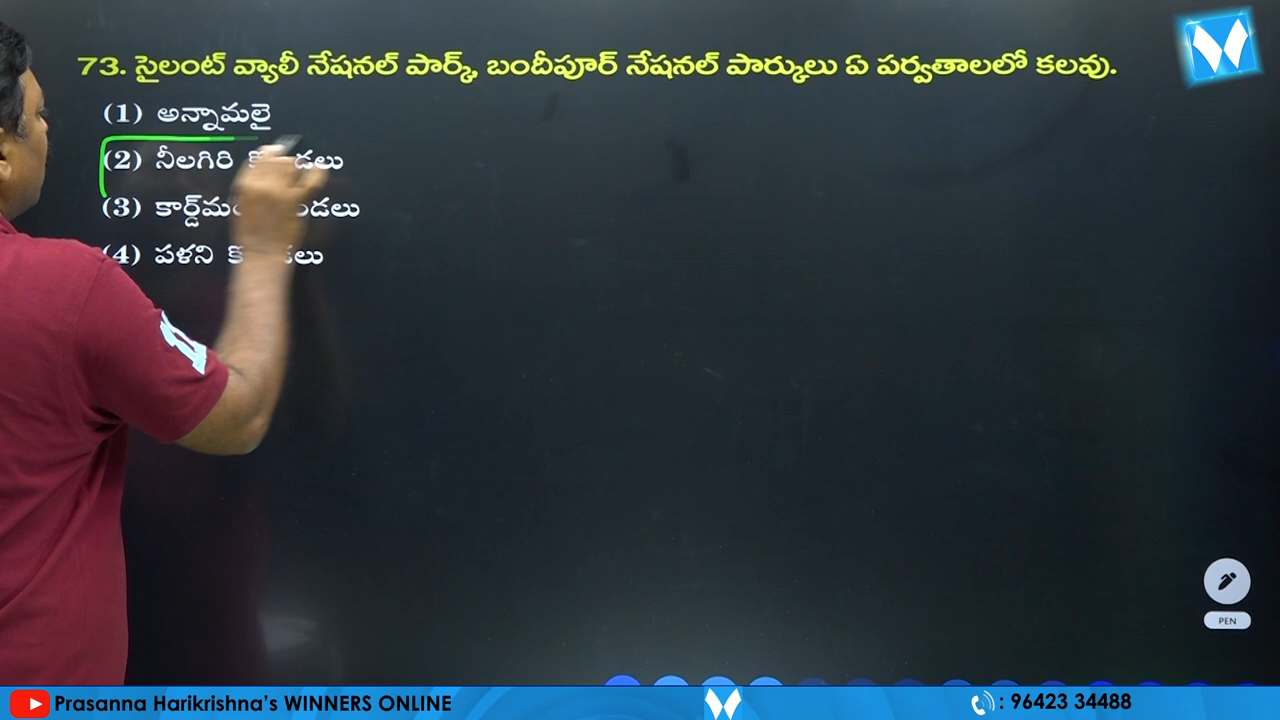 73. సైలంట్ వ్యాలీ నేషనల్ పార్క్, బందీపూర్ నేషనల్ పార్కులు ఏ పర్వతాలలో కలవు.
(1) అన్నామలై
(2) నీలగిరి
(3)
(4) పళని
PEN
Prasanna Harikrishna's WINNERS ONLINE
: 96423 34488